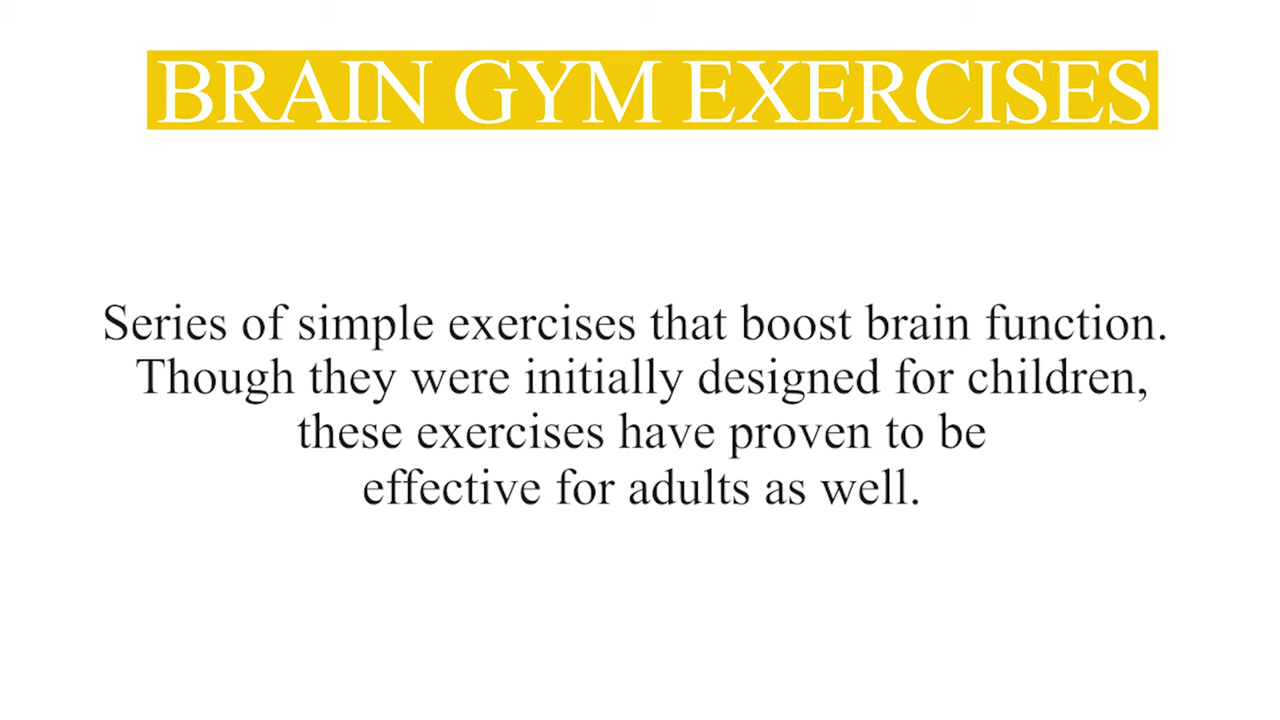 BRAIN GYM EXERCISES
Series of simple exercises that boost brain function.
Though they were initially designed for children,
these exercises have proven to be
effective for adults as well.